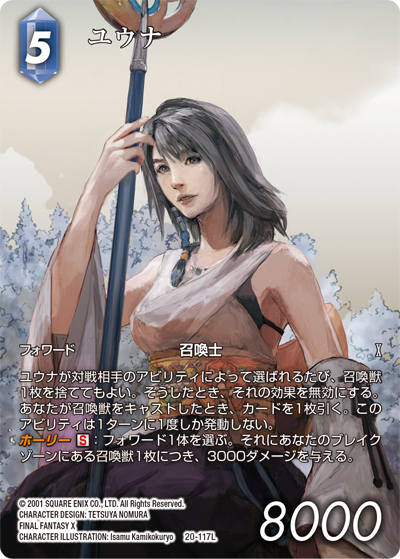 5
ユウナ
フォワード 召喚士 X
ユウナが対戦相手のアビリティによって選ばれるたび、召喚獣
1枚を捨ててもよい。そうしたとき、それの効果を無効にする。
あなたが召喚獣をキャストしたとき、カードを1枚引く。この
アビリティは1ターンに1度しか発動しない。
ホーリー S：フォワード1体を選ぶ。それにあなたのブレイク
ゾーンにある召喚獣1枚につき、3000ダメージを与える。
© 2001 SQUARE ENIX CO., LTD. All Rights Reserved.
CHARACTER DESIGN: TETSUYA NOMURA
FINAL FANTASY X
CHARACTER ILLUSTRATION: Isamu Kamikokuryo 20-117L
8000